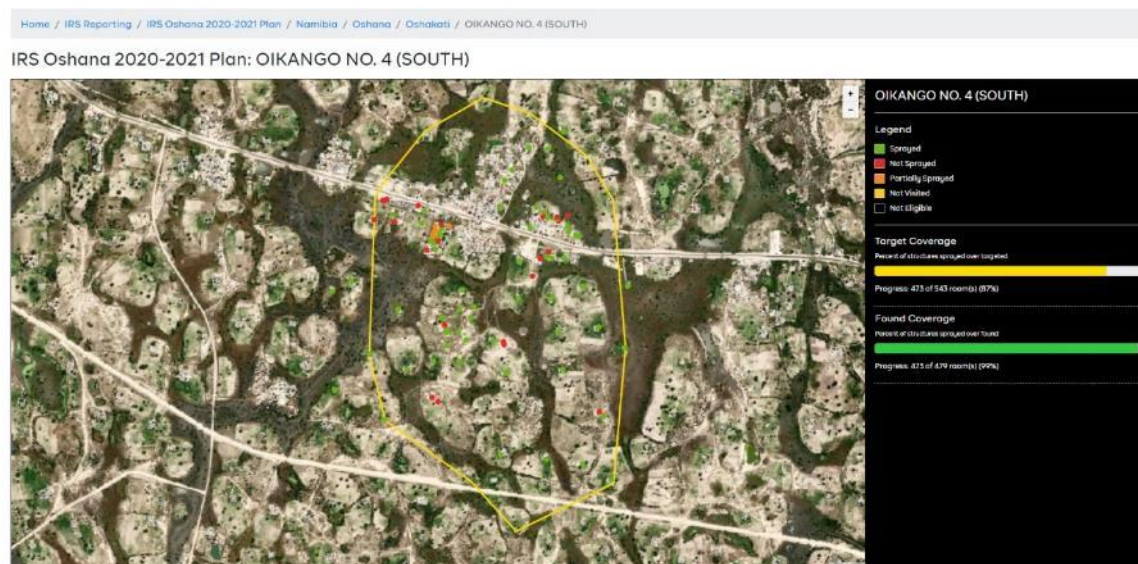 Home / IRS Reporting / IRS Oshana 2020-2021 Plan / Namibia / Oshana / Oshakati / OIKANGO NO. 4 (SOUTH)
IRS Oshana 2020-2021 Plan: OIKANGO NO. 4 (SOUTH)
+
-
OIKANGO NO. 4 (SOUTH)
Legend
Sprayed
Not Sprayed
Partially Sprayed
Not Visited
Not Eligible
Target Coverage
Percent of structures sprayed over targeted
Progress: 473 of 543 room(s) (87%)
Found Coverage
Percent of structures sprayed over found
Progress: 473 of 479 room(s) (99%)